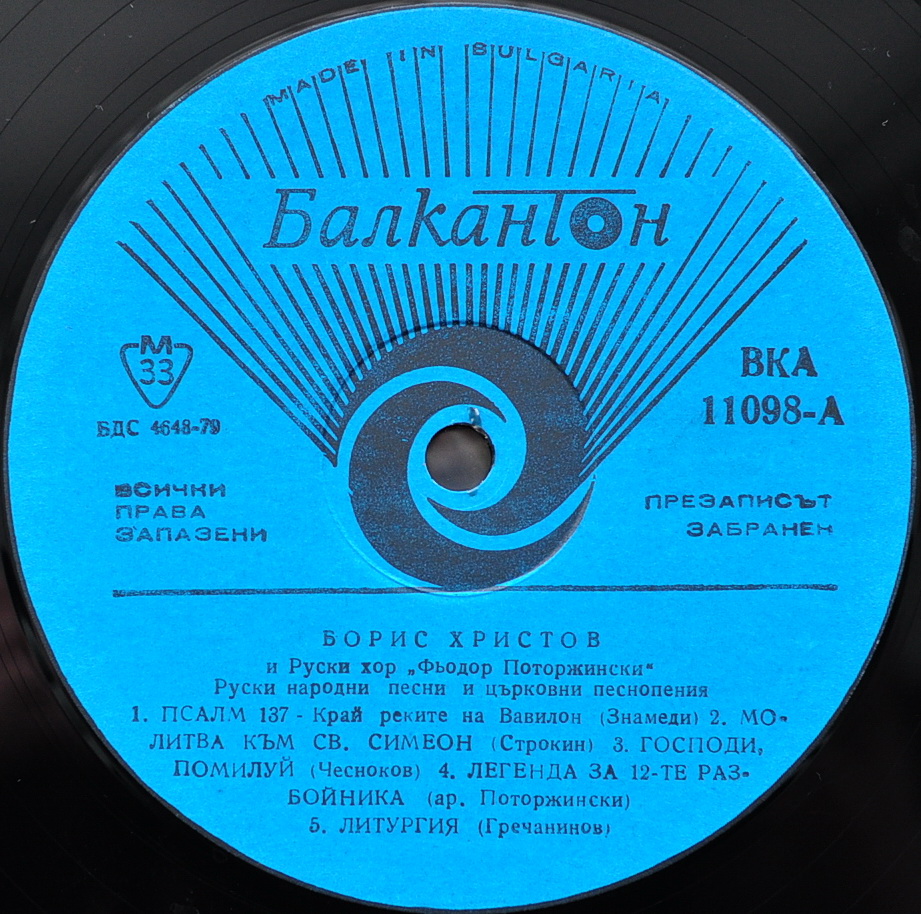 MADE IN BULGARIA
Балкантон
М
33
БДС 4648-79
ВКА
11098-А
ВСИЧКИ
ПРАВА
ЗАПАЗЕНИ
ПРЕЗАПИСЪТ
ЗАБРАНЕН
БОРИС ХРИСТОВ
и Руски хор „Фьодор Поторжински“
Руски народни песни и църковни песнопения
1. ПСАЛМ 137 - Край реките на Вавилон (Знамеди) 2. МО-
ЛИТВА КЪМ СВ. СИМЕОН (Строкин) 3. ГОСПОДИ,
ПОМИЛУЙ (Чесноков) 4. ЛЕГЕНДА ЗА 12-ТЕ РАЗ-
БОЙНИКА (ар. Поторжински)
5. ЛИТУРГИЯ (Гречанинов)